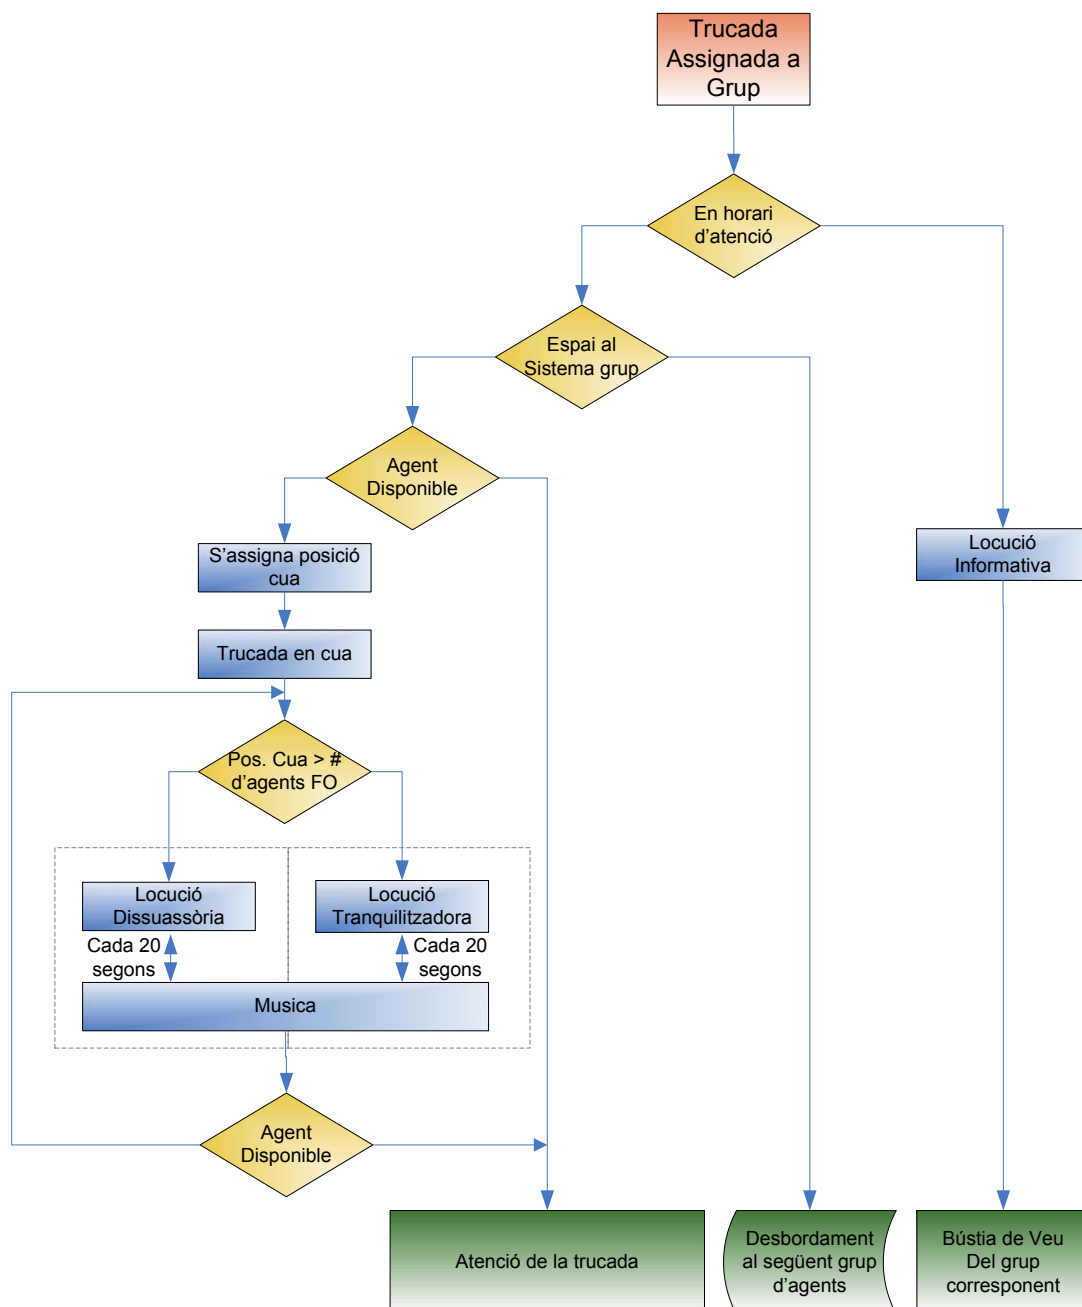 Trucada
Assignada a
Grup
En horari
d’atenció
Espai al
Sistema grup
Agent
Disponible
S’assigna posició
cua
Locució
Informativa
Trucada en cua
Pos. Cua > #
d’agents FO
Locució
Dissuassòria
Locució
Tranquilitzadora
Cada 20
segons
Cada 20
segons
Musica
Agent
Disponible
Atenció de la trucada
Desbordament
al següent grup
d’agents
Bústia de Veu
Del grup
corresponent